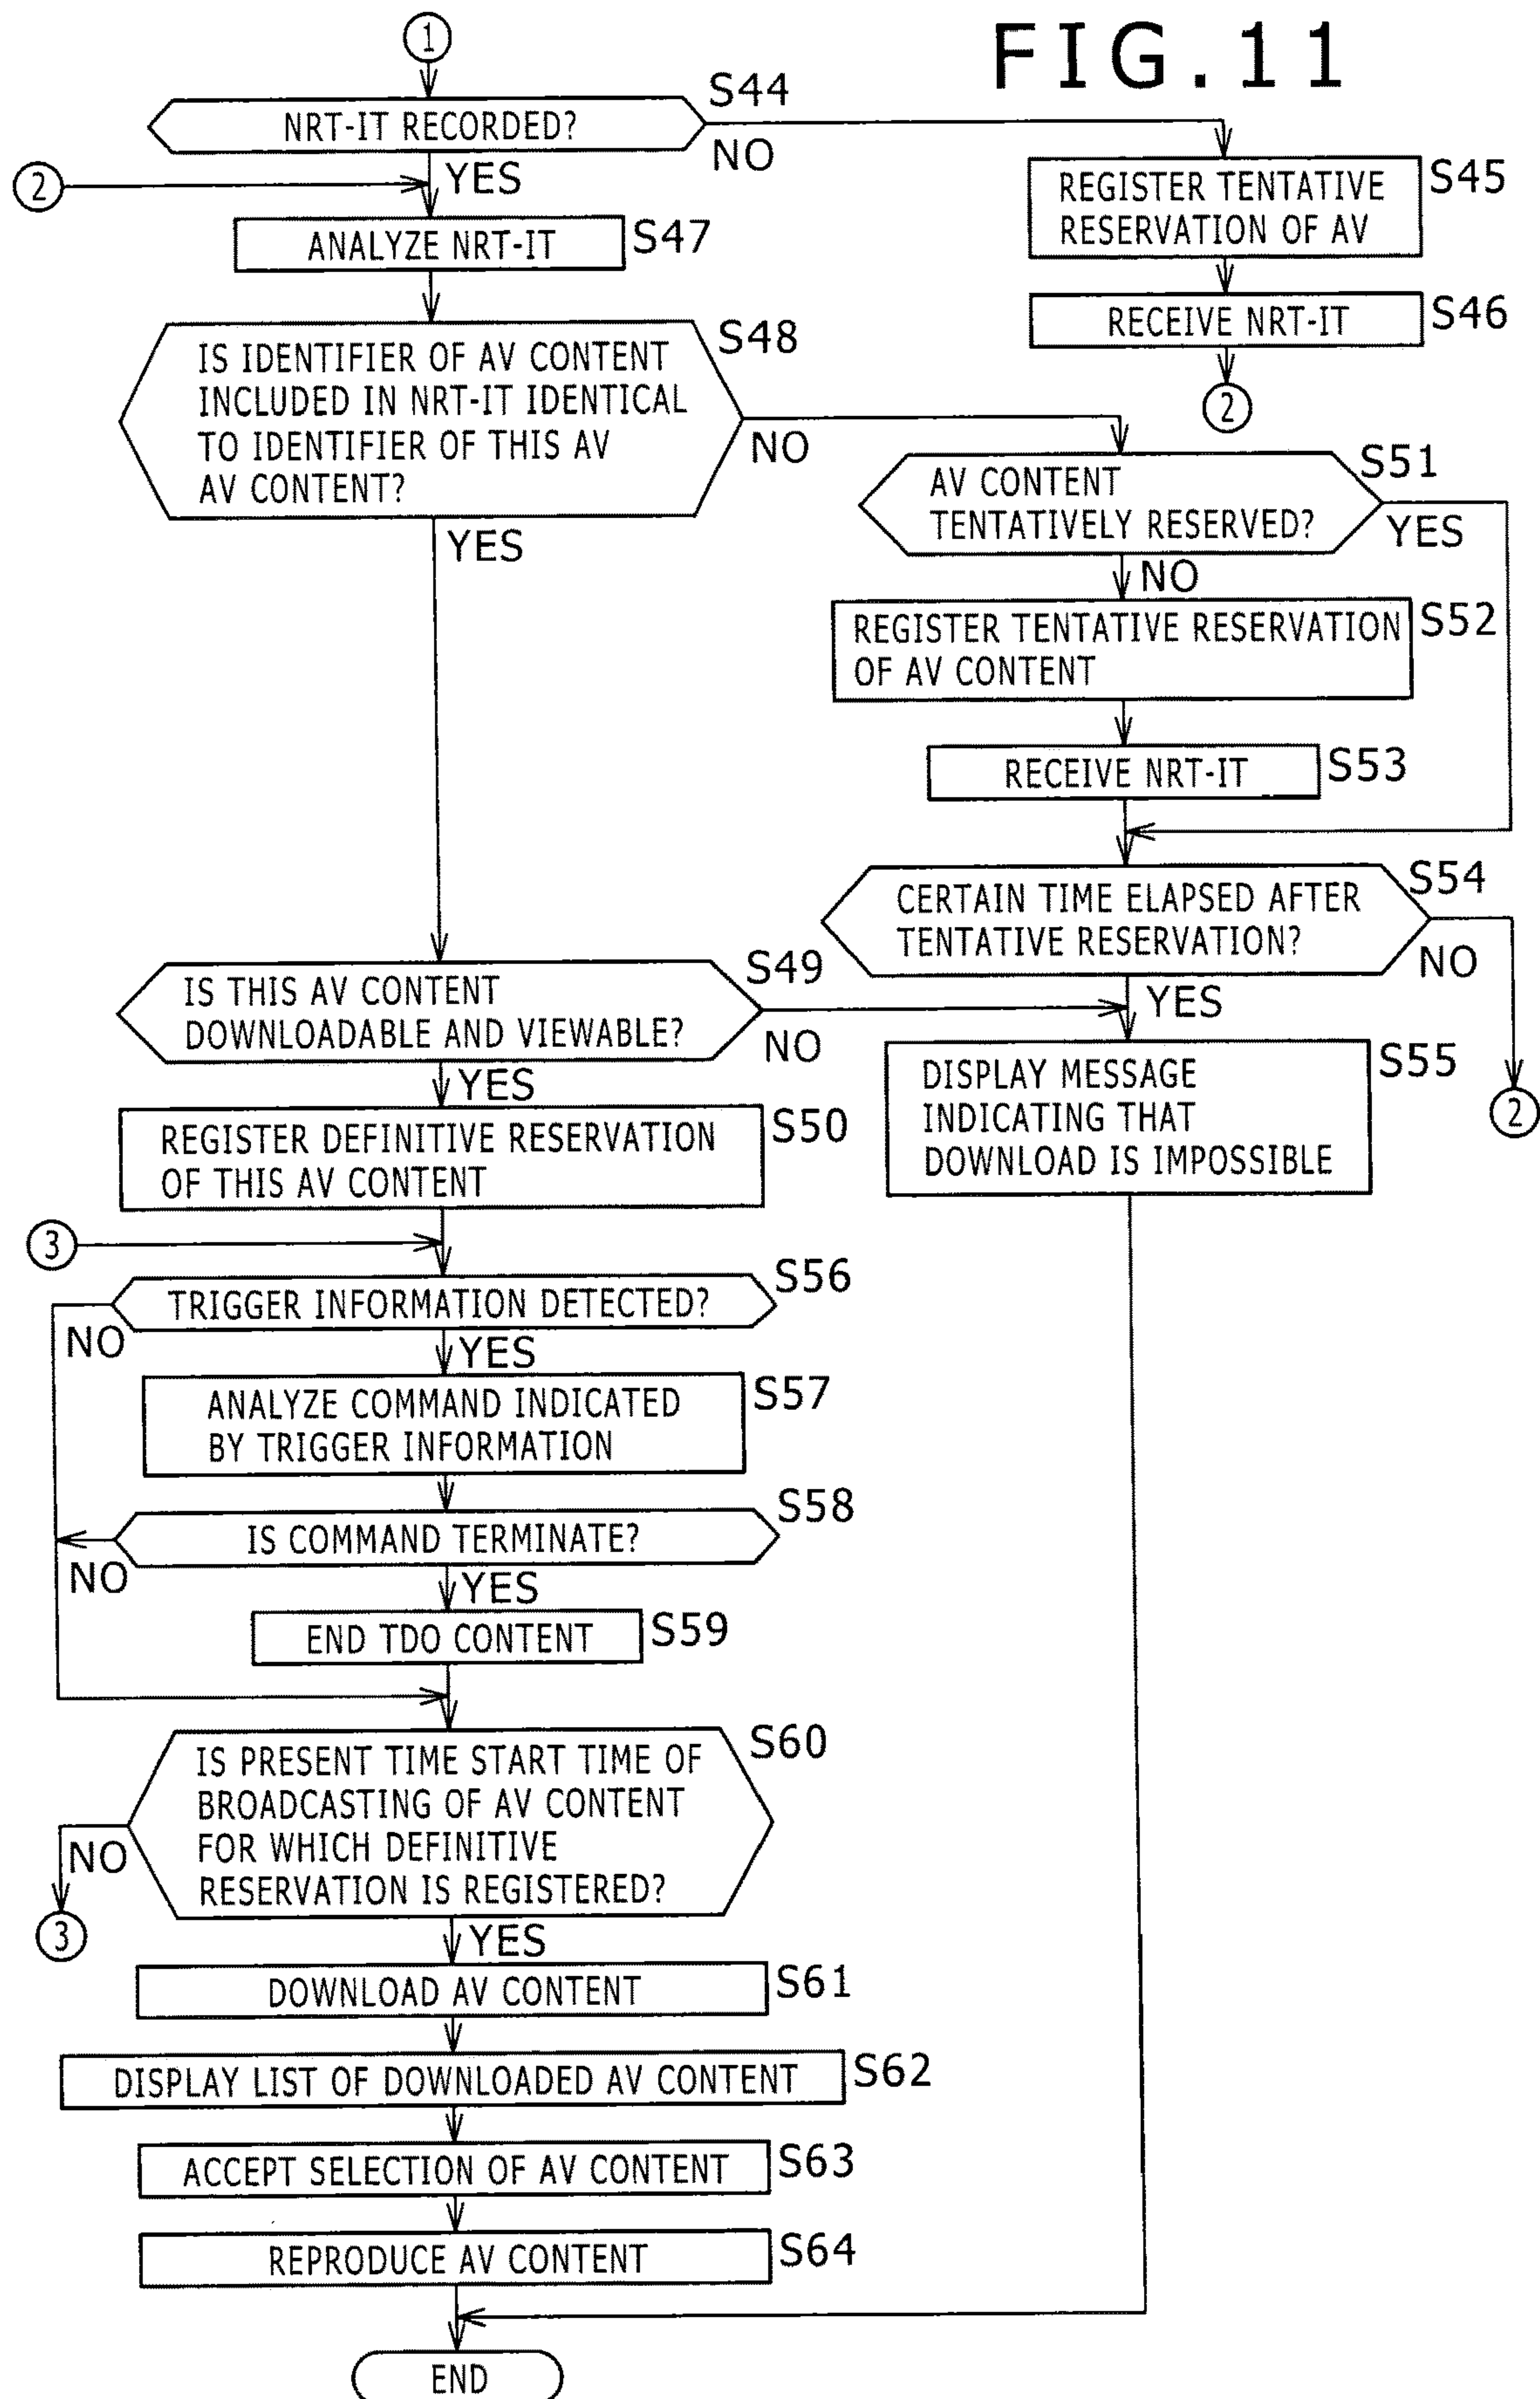 FIG.11
1
NRT-IT RECORDED?
S44
NO
YES
2
REGISTER TENTATIVE
RESERVATION OF AV
S45
ANALYZE NRT-IT
S47
RECEIVE NRT-IT
S46
2
IS IDENTIFIER OF AV CONTENT
INCLUDED IN NRT-IT IDENTICAL
TO IDENTIFIER OF THIS AV
AV CONTENT?
S48
NO
YES
AV CONTENT
TENTATIVELY RESERVED?
S51
YES
NO
REGISTER TENTATIVE RESERVATION
OF AV CONTENT
S52
RECEIVE NRT-IT
S53
CERTAIN TIME ELAPSED AFTER
TENTATIVE RESERVATION?
S54
NO
YES
2
IS THIS AV CONTENT
DOWNLOADABLE AND VIEWABLE?
S49
NO
YES
DISPLAY MESSAGE
INDICATING THAT
DOWNLOAD IS IMPOSSIBLE
S55
REGISTER DEFINITIVE RESERVATION
OF THIS AV CONTENT
S50
3
TRIGGER INFORMATION DETECTED?
S56
NO
YES
ANALYZE COMMAND INDICATED
BY TRIGGER INFORMATION
S57
IS COMMAND TERMINATE?
S58
NO
YES
END TDO CONTENT
S59
IS PRESENT TIME START TIME OF
BROADCASTING OF AV CONTENT
FOR WHICH DEFINITIVE
RESERVATION IS REGISTERED?
S60
NO
3
YES
DOWNLOAD AV CONTENT
S61
DISPLAY LIST OF DOWNLOADED AV CONTENT
S62
ACCEPT SELECTION OF AV CONTENT
S63
REPRODUCE AV CONTENT
S64
END